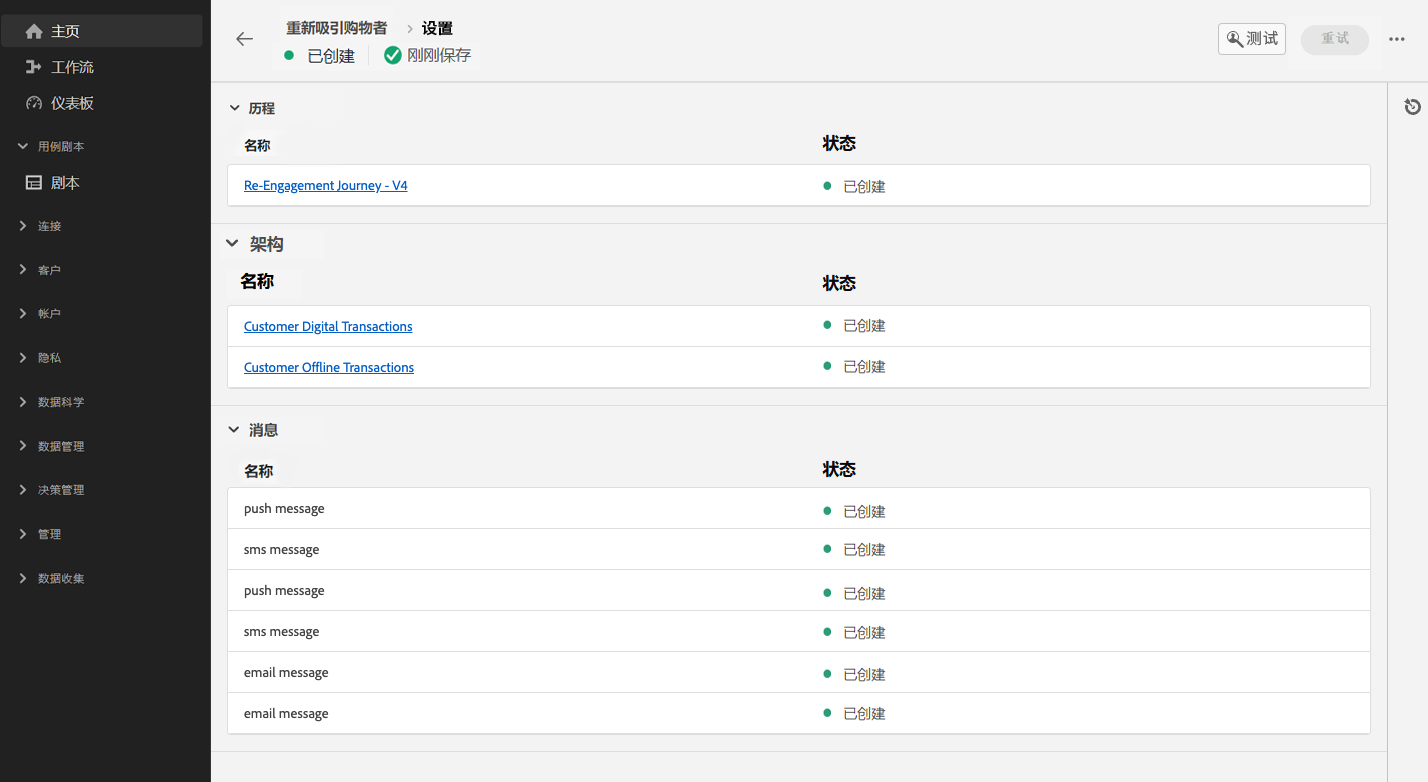 主页
工作流
仪表板
用例剧本
剧本
连接
客户
帐户
隐私
数据科学
数据管理
决策管理
管理
数据收集
重新吸引购物者 设置
已创建 刚刚保存
测试 重试
历程
名称 状态
Re-Engagement Journey - V4 已创建
架构
名称 状态
Customer Digital Transactions 已创建
Customer Offline Transactions 已创建
消息
名称 状态
push message 已创建
sms message 已创建
push message 已创建
sms message 已创建
email message 已创建
email message 已创建